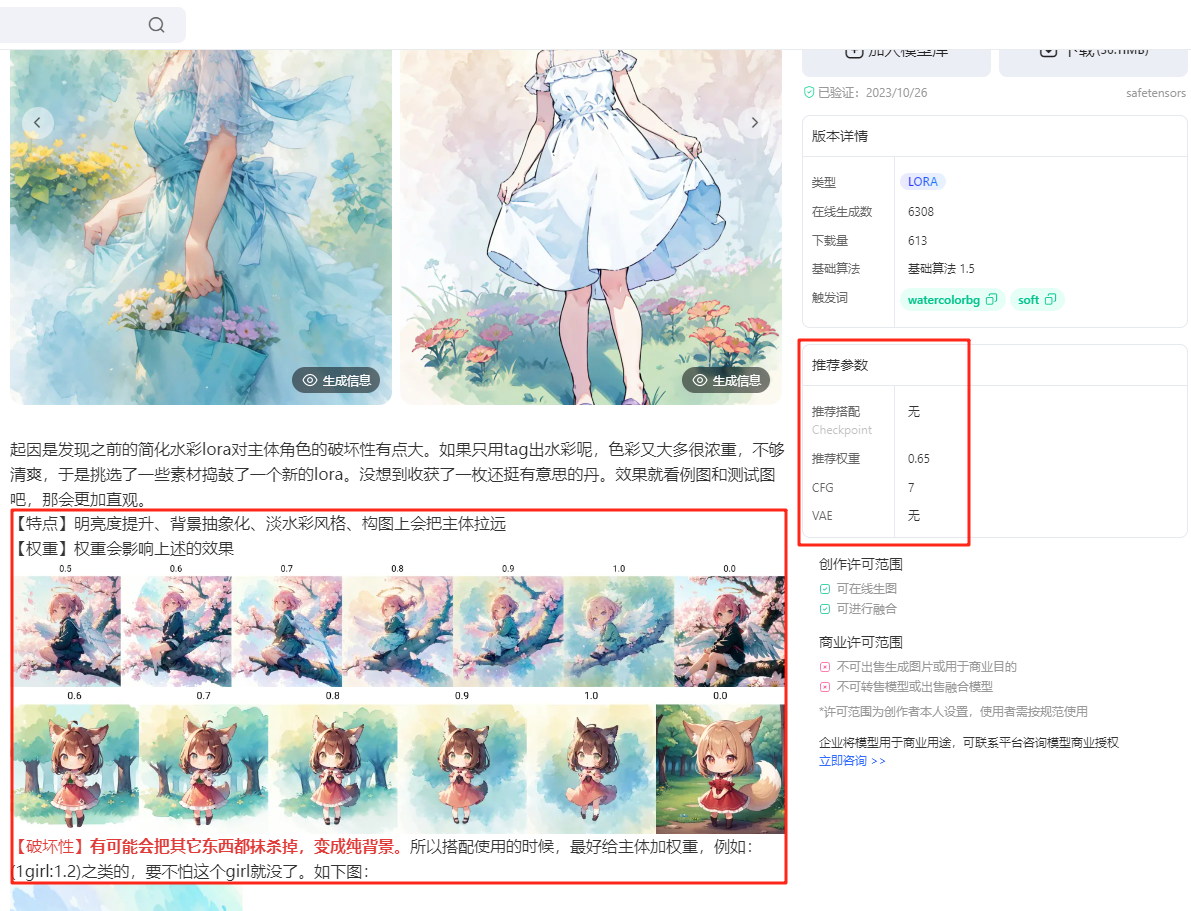 加入模型库
下载(36.11MB)
已验证：2023/10/26
safetensors
版本详情
类型
LORA
在线生成数
6308
下载量
613
基础算法
基础算法 1.5
触发词
watercolorbg
soft
生成信息
生成信息
推荐参数
推荐搭配
Checkpoint
无
推荐权重
0.65
CFG
7
VAE
无
起因是发现之前的简化水彩lora对主体角色的破坏性有点大。如果只用tag出水彩呢，色彩又大多很浓重，不够
清爽，于是挑选了一些素材捣鼓了一个新的lora。没想到收获了一枚还挺有意思的丹。效果就看例图和测试图
吧，那会更加直观。
【特点】明亮度提升、背景抽象化、淡水彩风格、构图上会把主体拉远
【权重】权重会影响上述的效果
0.5 0.6 0.7 0.8 0.9 1.0 0.0
0.6 0.7 0.8 0.9 1.0 0.0
【破坏性】有可能会把其它东西都抹杀掉，变成纯背景。所以搭配使用的时候，最好给主体加权重，例如：
(1girl:1.2)之类的，要不怕这个girl就没了。如下图：
创作许可范围
可在线生图
可进行融合
商业许可范围
不可出售生成图片或用于商业目的
不可转售模型或出售融合模型
*许可范围为创作者本人设置，使用者需按规范使用
企业将模型用于商业用途，可联系平台咨询模型商业授权
立即咨询 >>